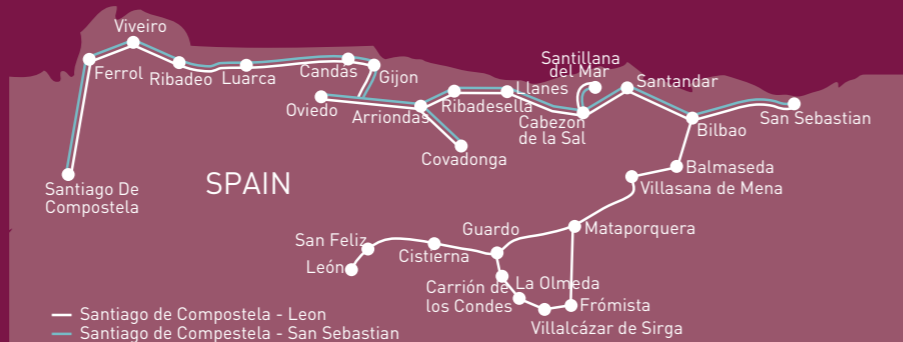 Viveiro
Ferrol
Ribadeo
Luarca
Candas
Gijon
Santillana
del Mar
Santandar
Oviedo
Arriondas
Ribadesella
Llanes
Cabezon
de la Sal
Bilbao
San Sebastian
Covadonga
Santiago De
Compostela
SPAIN
Balmaseda
Villasana de Mena
Guardo
Mataporquera
San Feliz
Cistierna
León
La Olmeda
Carrión de
los Condes
Frómista
Villalcázar de Sirga
Santiago de Compostela - Leon
Santiago de Compestela - San Sebastian